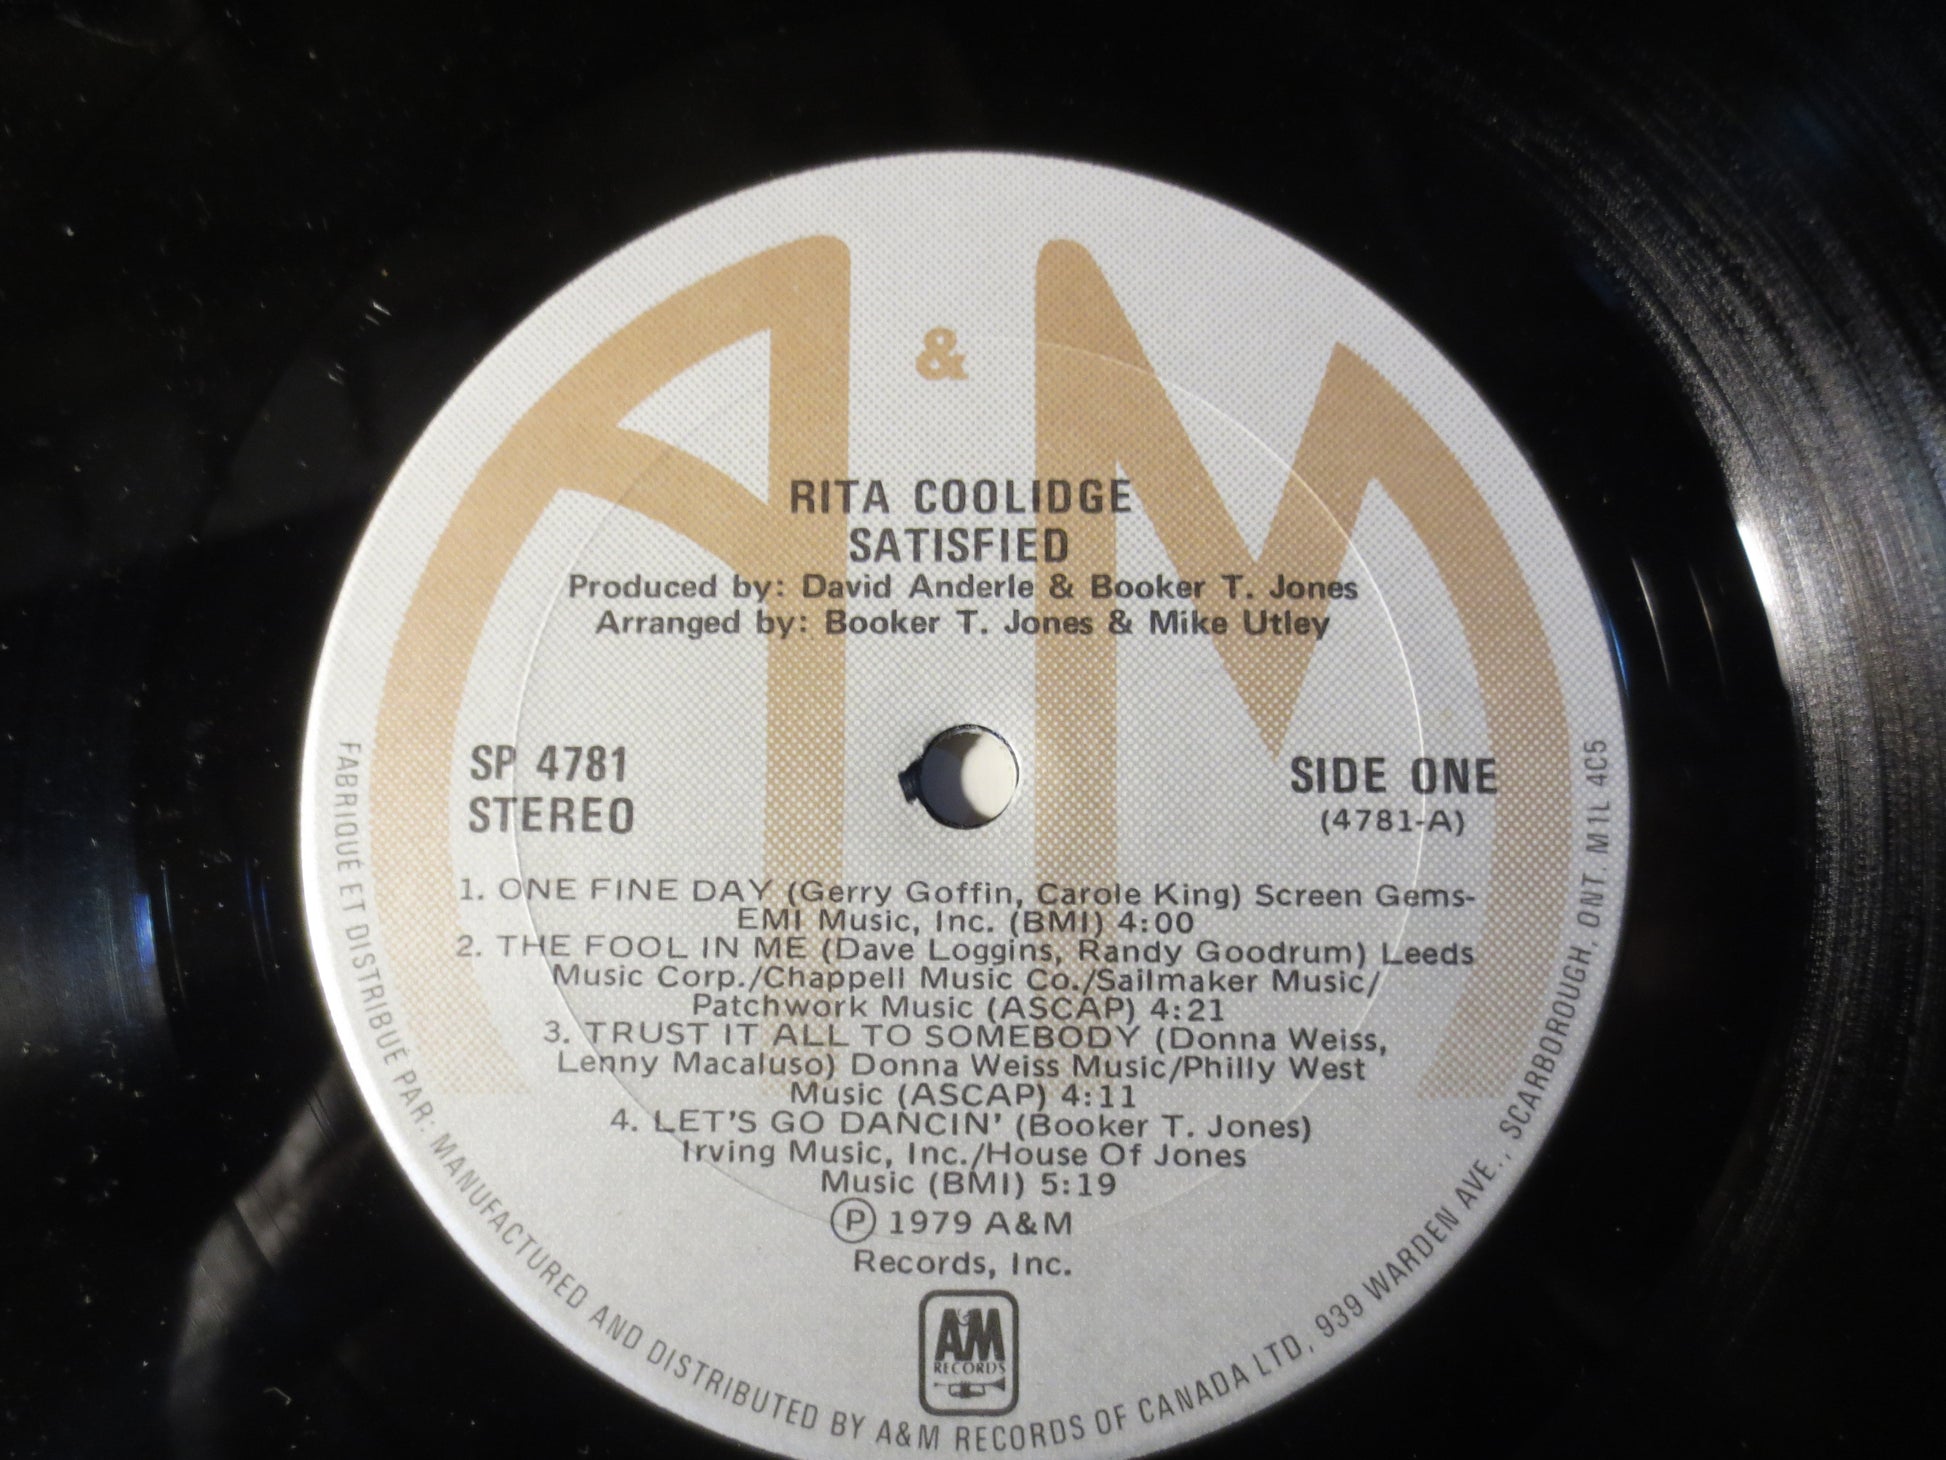 A & M
RITA COOLIDGE
SATISFIED
Produced by: David Anderle & Booker T. Jones
Arranged by: Booker T. Jones & Mike Utley
SP 4781
STEREO
SIDE ONE
(4781-A)
1. ONE FINE DAY (Gerry Goffin, Carole King) Screen Gems-
EMI Music, Inc. (BMI) 4:00
2. THE FOOL IN ME (Dave Loggins, Randy Goodrum) Leeds
Music Corp./Chappell Music Co./Sailmaker Music/
Patchwork Music (ASCAP) 4:21
3. TRUST IT ALL TO SOMEBODY (Donna Weiss,
Lenny Macaluso) Donna Weiss Music/Philly West
Music (ASCAP) 4:11
4. LET'S GO DANCIN' (Booker T. Jones)
Irving Music, Inc./House Of Jones
Music (BMI) 5:19
Ⓟ 1979 A&M
Records, Inc.
A&M
RECORDS
FABRIQUÉ ET DISTRIBUÉ PAR: MANUFACTURED AND DISTRIBUTED BY A&M RECORDS OF CANADA LTD, 939 WARDEN AVE., SCARBOROUGH, ONT. M1L 4C5